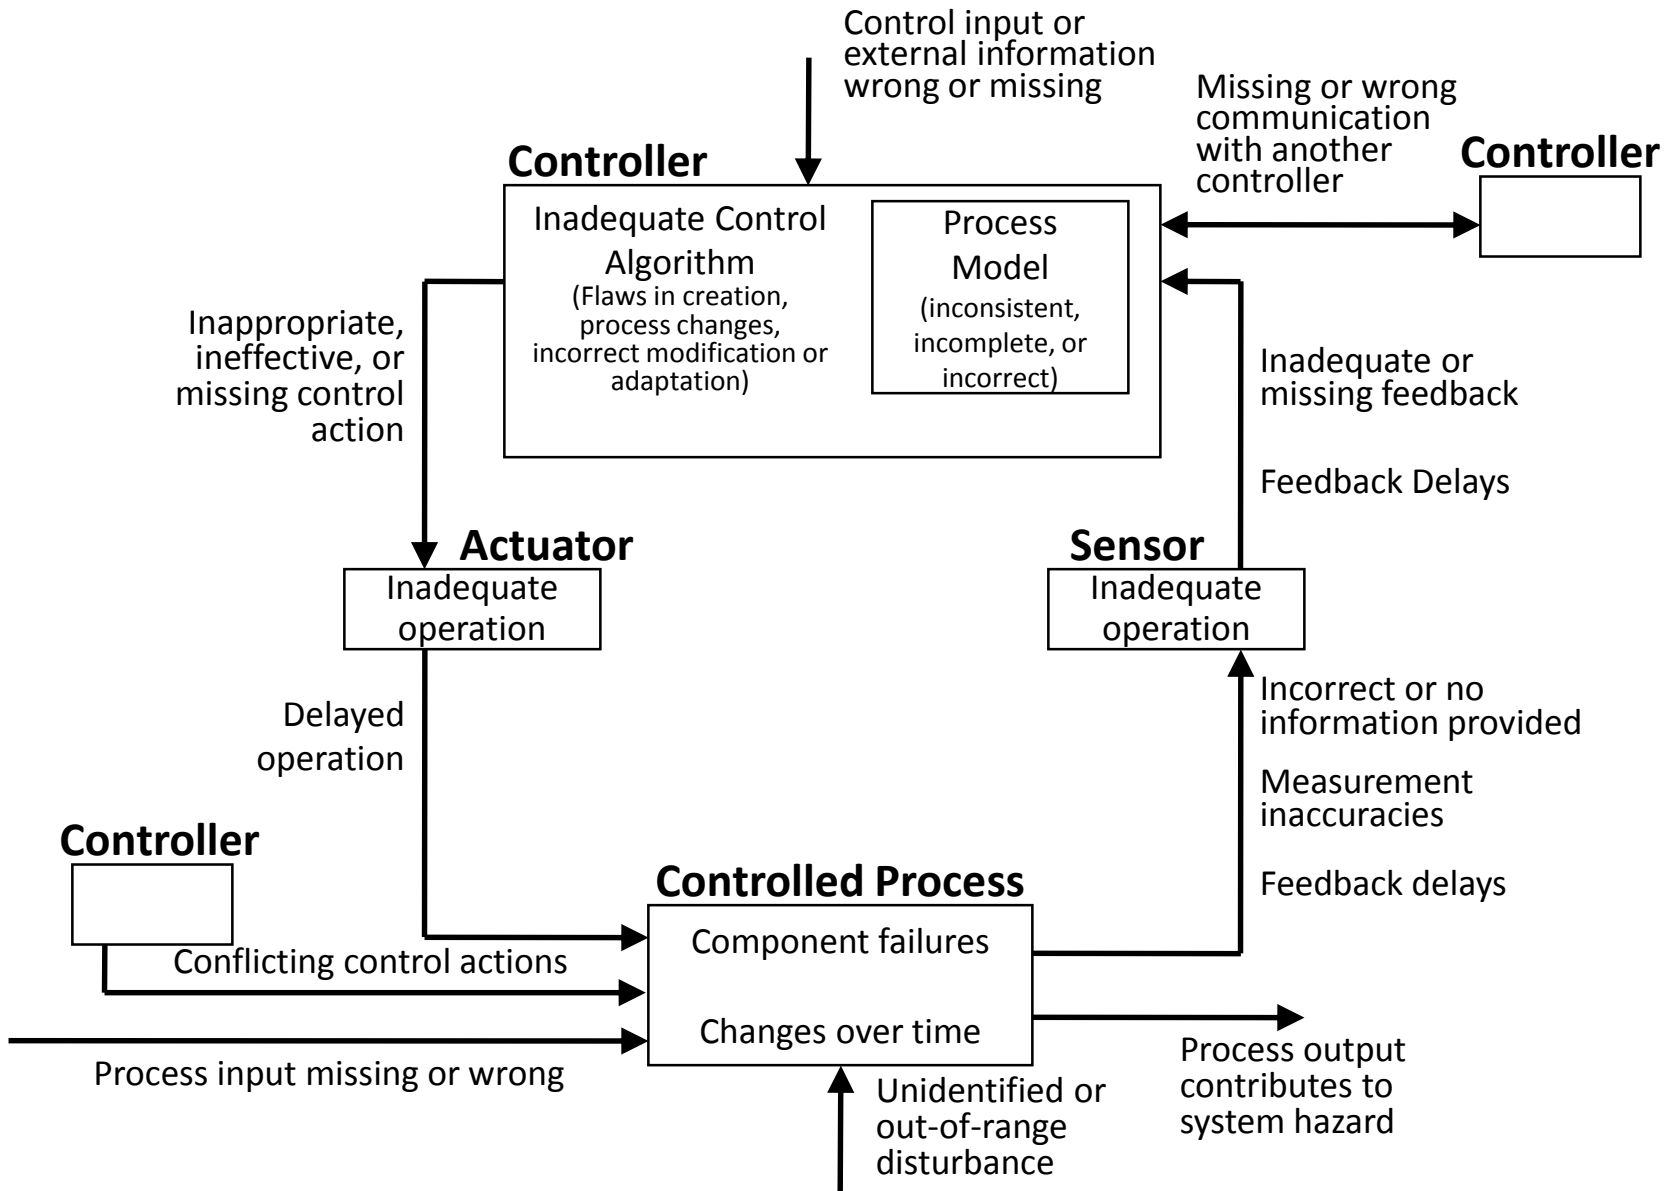 Control input or
external information
wrong or missing
Missing or wrong
communication
with another
controller
Controller
Controller
Inadequate Control
Algorithm
(Flaws in creation,
process changes,
incorrect modification or
adaptation)
Process
Model
(inconsistent,
incomplete, or
incorrect)
Inappropriate,
ineffective, or
missing control
action
Inadequate or
missing feedback
Feedback Delays
Actuator
Inadequate
operation
Sensor
Inadequate
operation
Delayed
operation
Incorrect or no
information provided
Measurement
inaccuracies
Feedback delays
Controller
Conflicting control actions
Controlled Process
Component failures
Changes over time
Process input missing or wrong
Unidentified or
out-of-range
disturbance
Process output
contributes to
system hazard